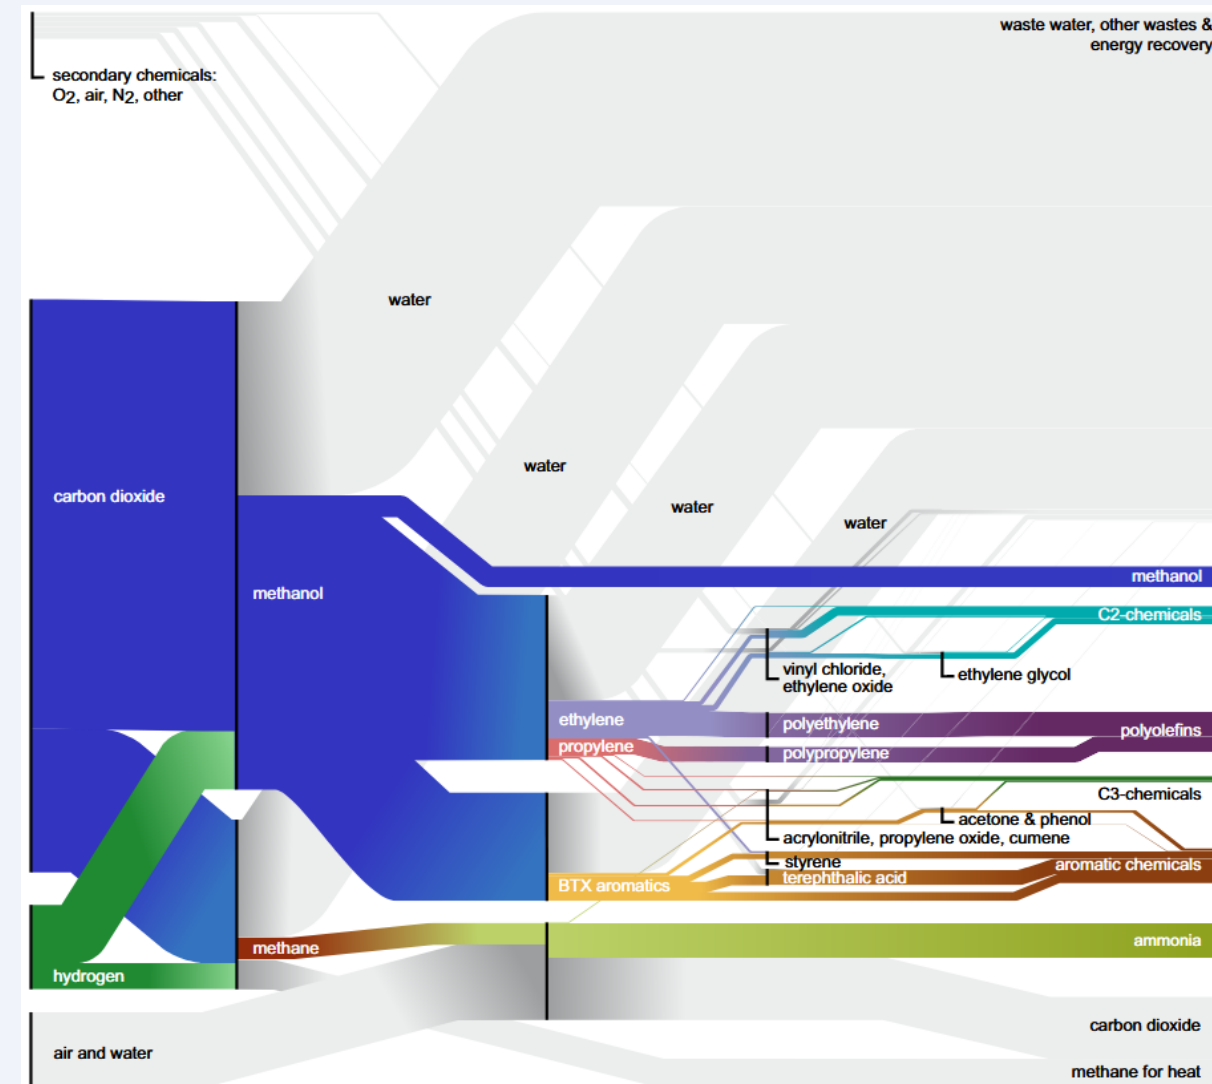 waste water, other wastes &
energy recovery
secondary chemicals:
O2, air, N2, other
water
water
water
water
carbon dioxide
methanol
methanol
C2-chemicals
vinyl chloride,
ethylene oxide
ethylene glycol
ethylene
polyethylene
polyolefins
propylene
polypropylene
C3-chemicals
acetone & phenol
acrylonitrile, propylene oxide, cumene
styrene
aromatic chemicals
BTX aromatics
terephthalic acid
methane
ammonia
hydrogen
carbon dioxide
air and water
methane for heat